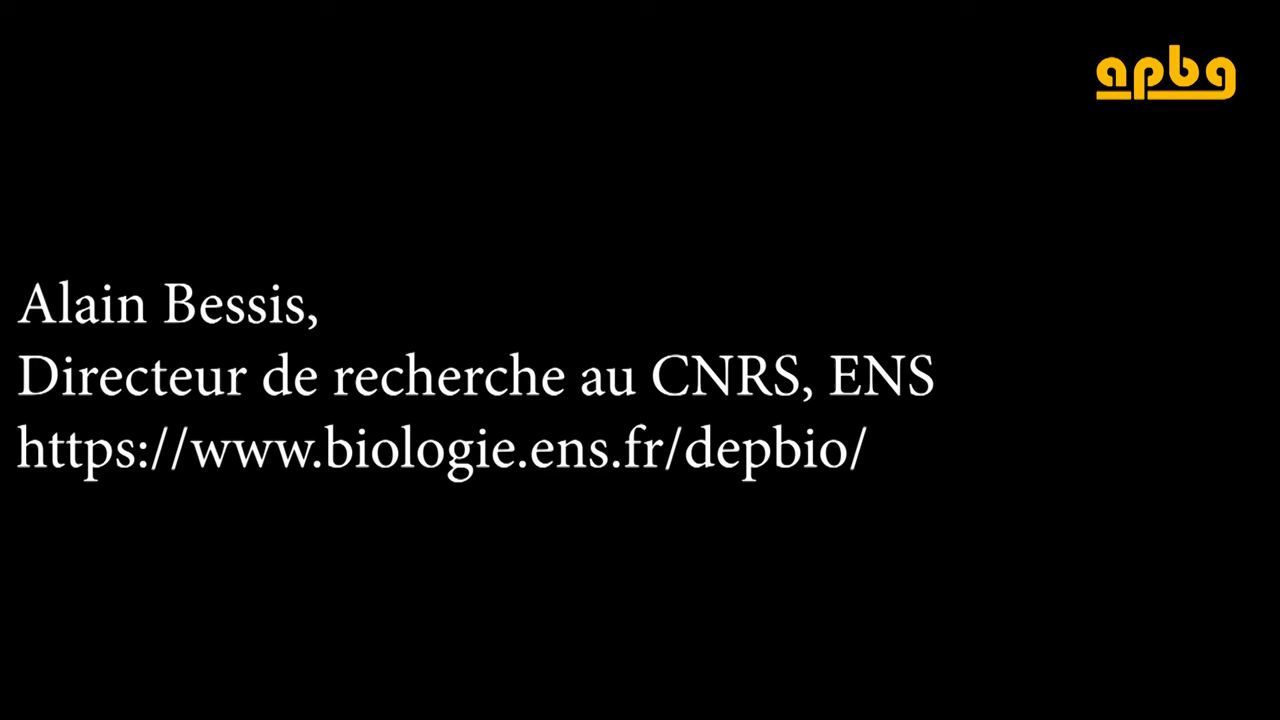 apbg
Alain Bessis,
Directeur de recherche au CNRS, ENS
https://www.biologie.ens.fr/depbio/